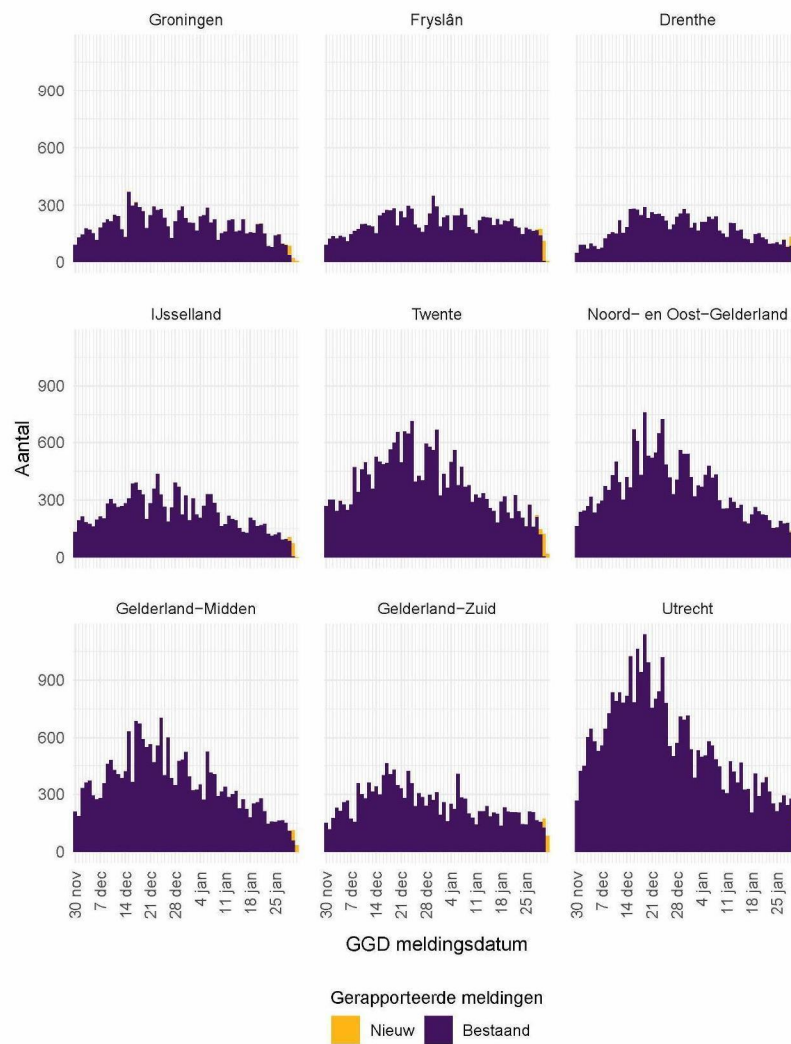 Groningen
Fryslân
Drenthe
900
600
300
0
IJsselland
Twente
Noord- en Oost-Gelderland
Aantal
900
600
300
0
Gelderland-Midden
Gelderland-Zuid
Utrecht
900
600
300
0
30 nov
7 dec
14 dec
21 dec
28 dec
4 jan
11 jan
18 jan
25 jan
30 nov
7 dec
14 dec
21 dec
28 dec
4 jan
11 jan
18 jan
25 jan
30 nov
7 dec
14 dec
21 dec
28 dec
4 jan
11 jan
18 jan
25 jan
GGD meldingsdatum
Gerapporteerde meldingen
Nieuw
Bestaand